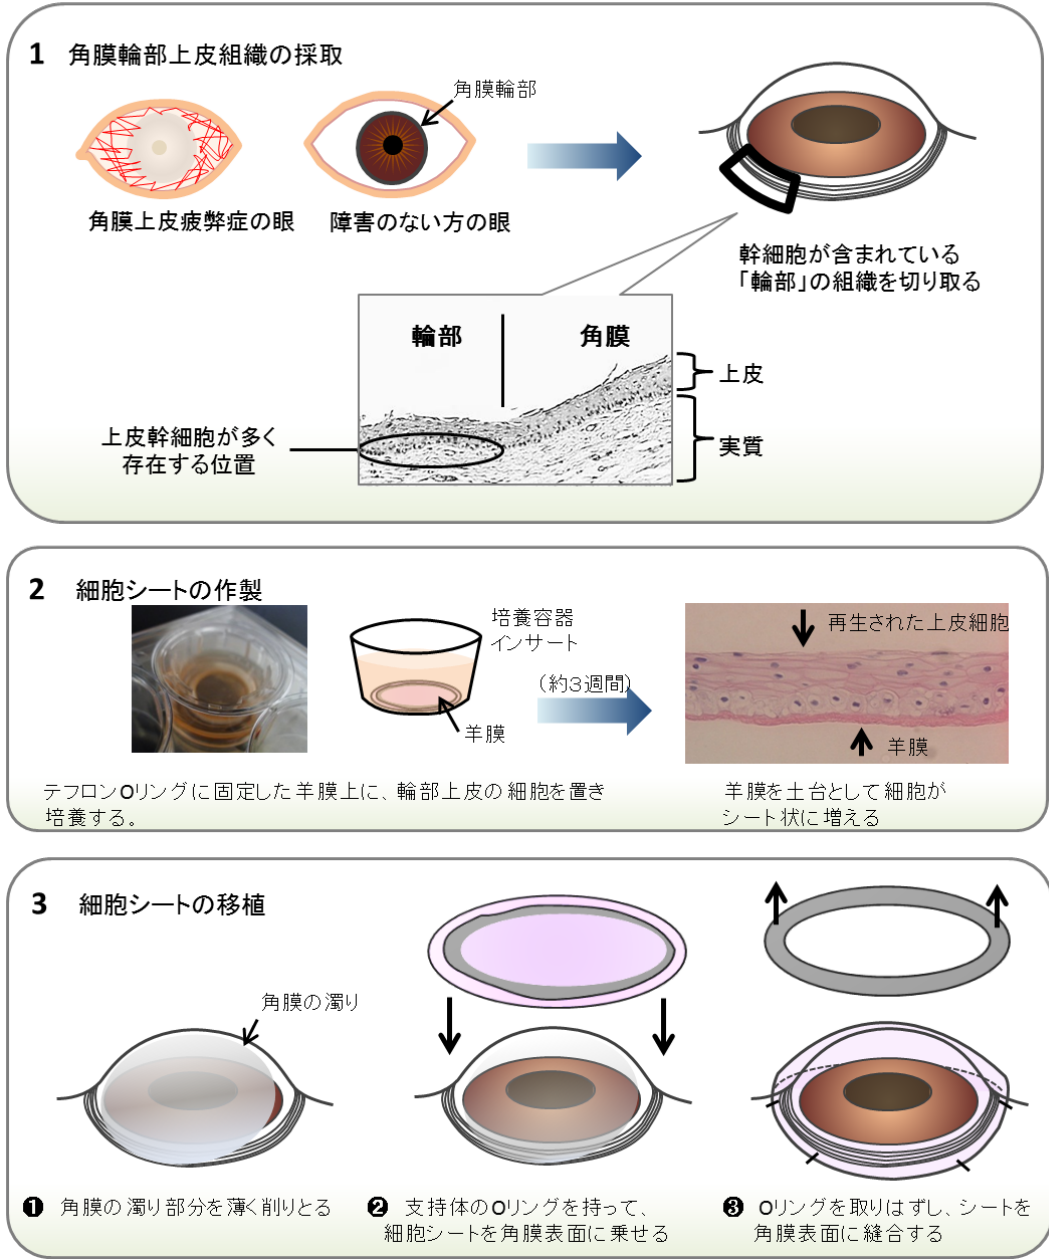 1 角膜輪部上皮組織の採取
角膜輪部
角膜上皮疲弊症の眼
障害のない方の眼
幹細胞が含まれている
「輪部」の組織を切り取る
輪部
角膜
上皮
実質
上皮幹細胞が多く
存在する位置
2 細胞シートの作製
培養容器
インサート
羊膜
(約3週間)
再生された上皮細胞
羊膜
テフロンOリングに固定した羊膜上に、輪部上皮の細胞を置き
培養する。
羊膜を土台として細胞が
シート状に増える
3 細胞シートの移植
角膜の濁り
❶ 角膜の濁り部分を薄く削りとる
❷ 支持体のOリングを持って、
細胞シートを角膜表面に乗せる
❸ Oリングを取りはずし、シートを
角膜表面に縫合する